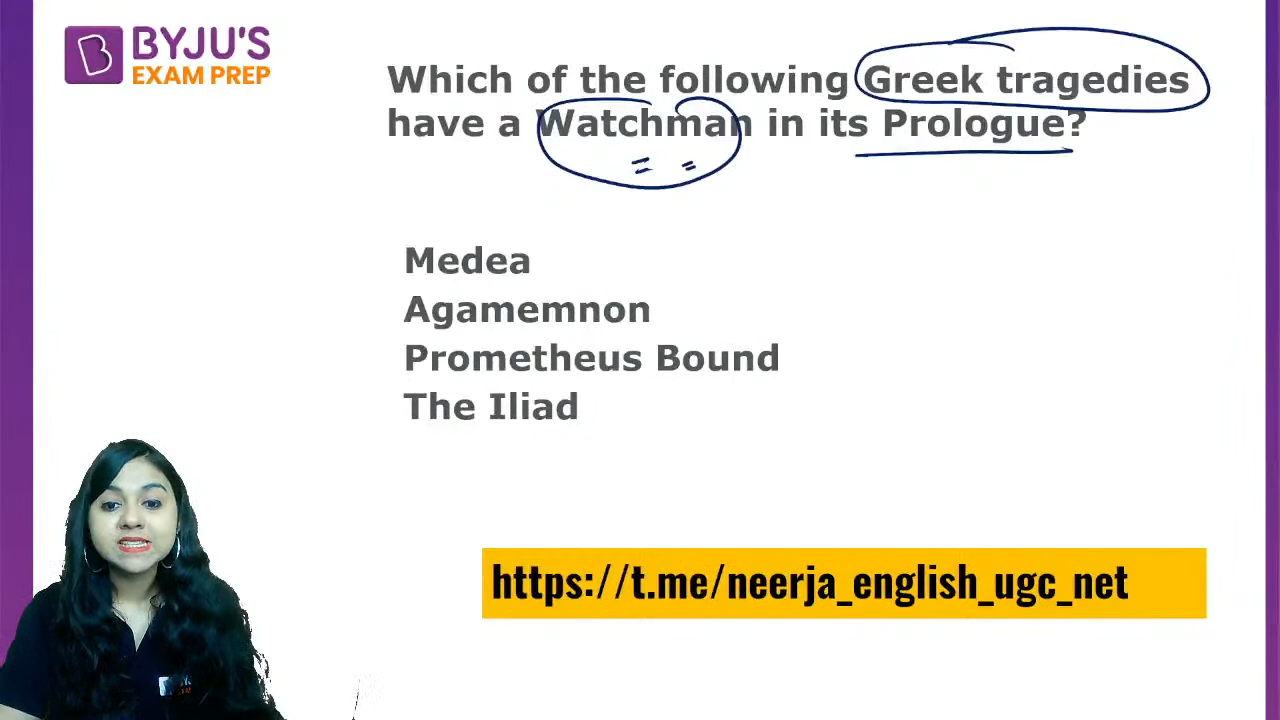 BYJU'S
EXAM PREP
Which of the following Greek tragedies
have a Watchman in its Prologue?
Medea
Agamemnon
Prometheus Bound
The Iliad
https://t.me/neerja_english_ugc_net